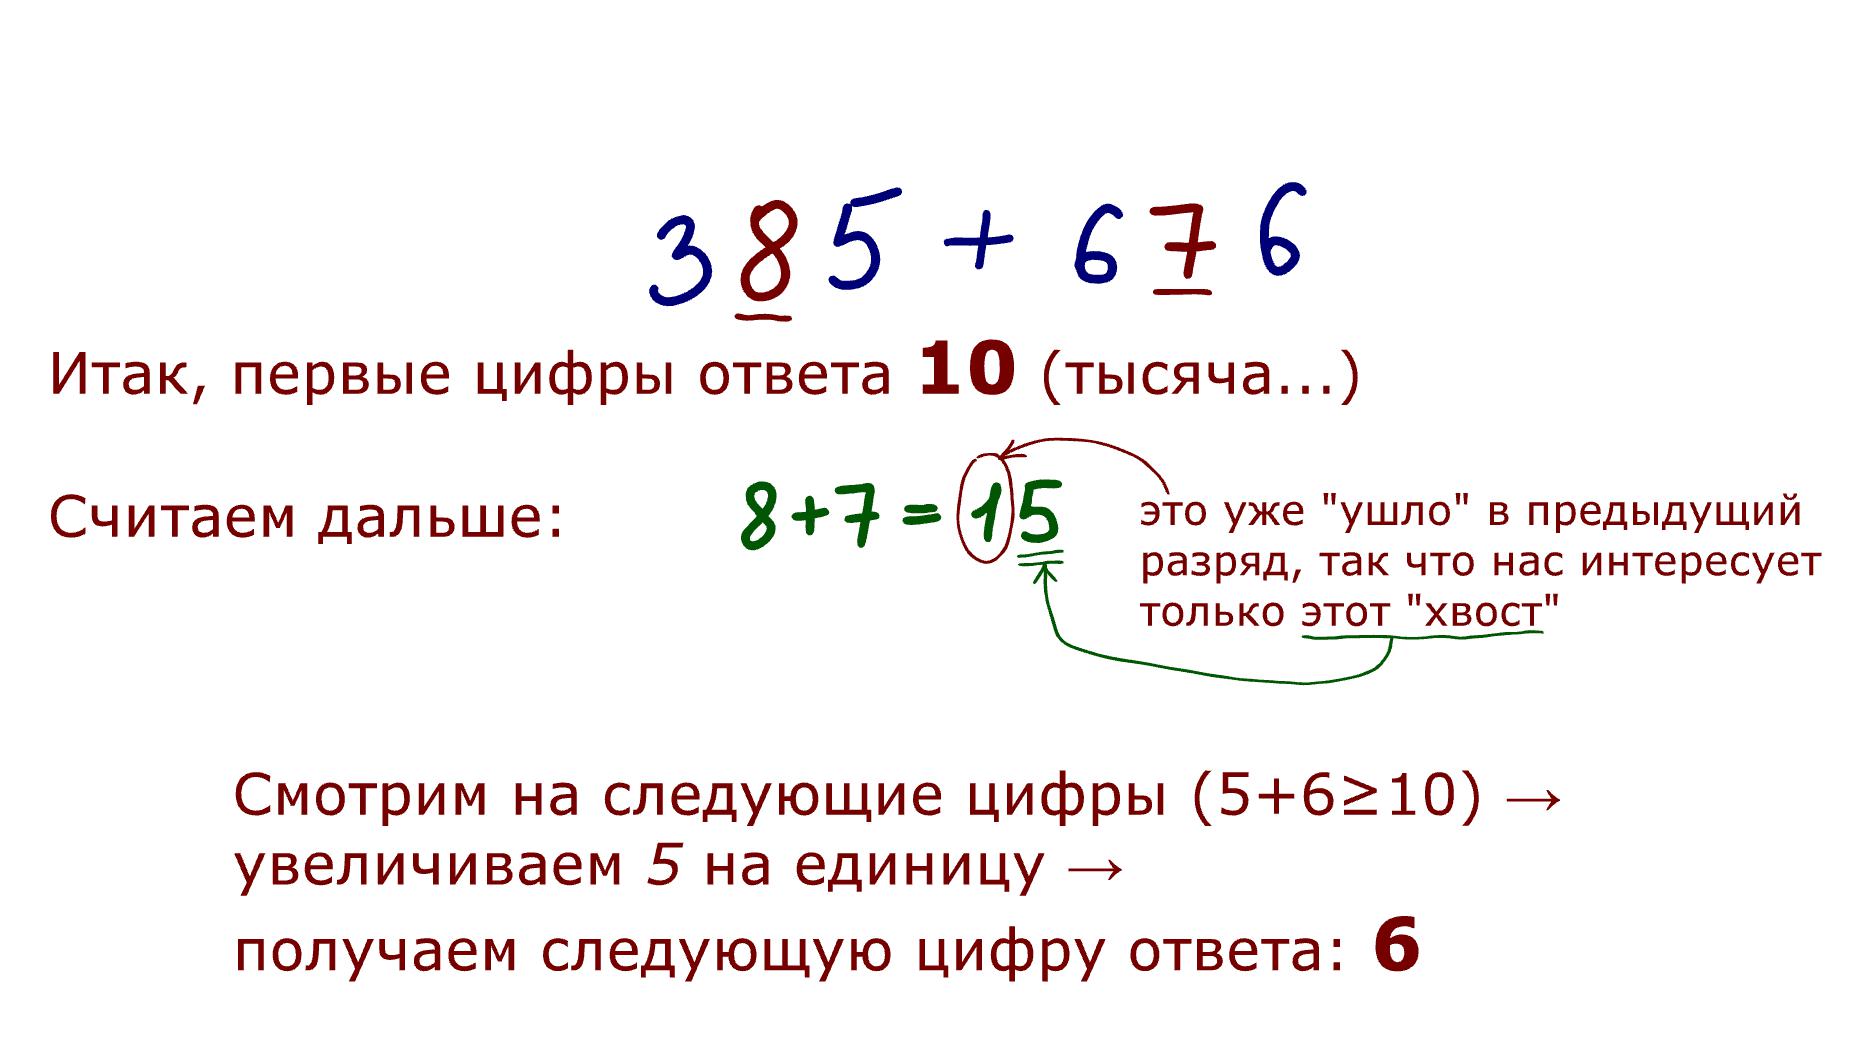 385 + 676
Итак, первые цифры ответа 10 (тысяча...)
Считаем дальше: 8+7=15
это уже "ушло" в предыдущий
разряд, так что нас интересует
только этот "хвост"
Смотрим на следующие цифры (5+6≥10) →
увеличиваем 5 на единицу →
получаем следующую цифру ответа: 6